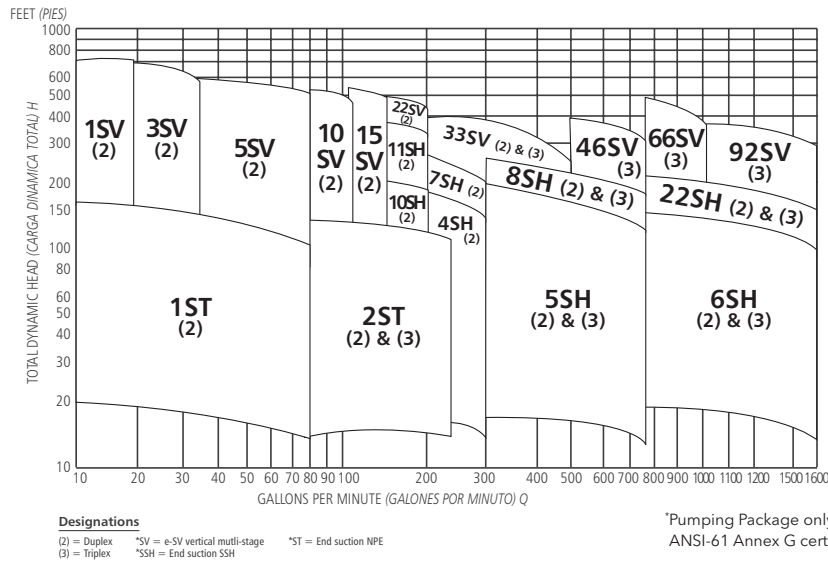 FEET (PIES)
1000
800
600
500
400
300
200
150
100
80
60
50
40
30
20
10
TOTAL DYNAMIC HEAD (CARGA DINAMICA TOTAL) H
1SV
(2)
3SV
(2)
5SV
(2)
10
SV
(2)
15
SV
(2)
22SV
(2)
11SH
(2)
10SH
(2)
33SV (2) & (3)
7SH (2)
4SH
(2)
8SH (2) & (3)
46SV
(3)
66SV
(3)
92SV
(3)
22SH (2) & (3)
1ST
(2)
2ST
(2) & (3)
5SH
(2) & (3)
6SH
(2) & (3)
10 20 30 40 50 60 70 80 90 100 200 300 400 500 600 700 800 900 1000 1200 1400 1600
GALLONS PER MINUTE (GALONES POR MINUTO) Q
Designations
(2) = Duplex *SV = e-SV vertical mutli-stage *ST = End suction NPE
(3) = Triplex *SSH = End suction SSH
*Pumping Package only
ANSI-61 Annex G cert